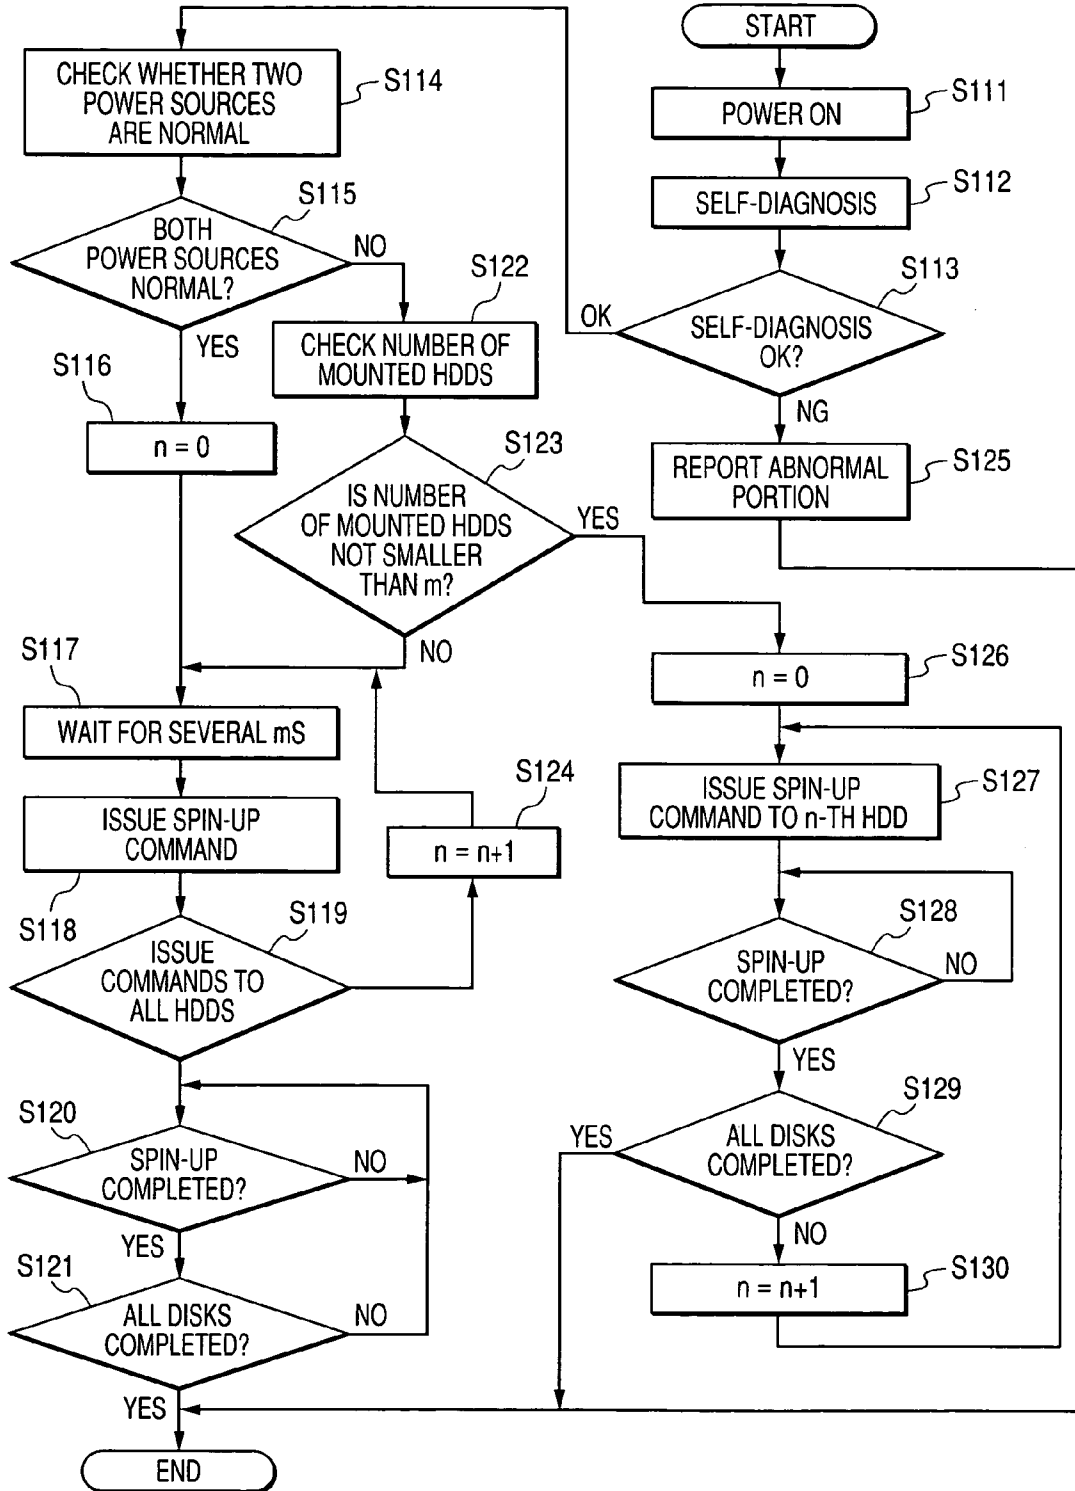 START
S111
POWER ON
S112
SELF-DIAGNOSIS
S113
SELF-DIAGNOSIS
OK?
OK
NG
S125
REPORT ABNORMAL
PORTION
S114
CHECK WHETHER TWO
POWER SOURCES
ARE NORMAL
S115
BOTH
POWER SOURCES
NORMAL?
NO
YES
S116
n = 0
S122
CHECK NUMBER OF
MOUNTED HDDS
S123
IS NUMBER
OF MOUNTED HDDS
NOT SMALLER
THAN m?
YES
NO
S117
WAIT FOR SEVERAL mS
S118
ISSUE SPIN-UP
COMMAND
S119
ISSUE
COMMANDS TO
ALL HDDS
S124
n = n+1
S120
SPIN-UP
COMPLETED?
NO
YES
S121
ALL DISKS
COMPLETED?
NO
YES
END
S126
n = 0
S127
ISSUE SPIN-UP
COMMAND TO n-TH HDD
S128
SPIN-UP
COMPLETED?
NO
YES
S129
ALL DISKS
COMPLETED?
YES
NO
S130
n = n+1